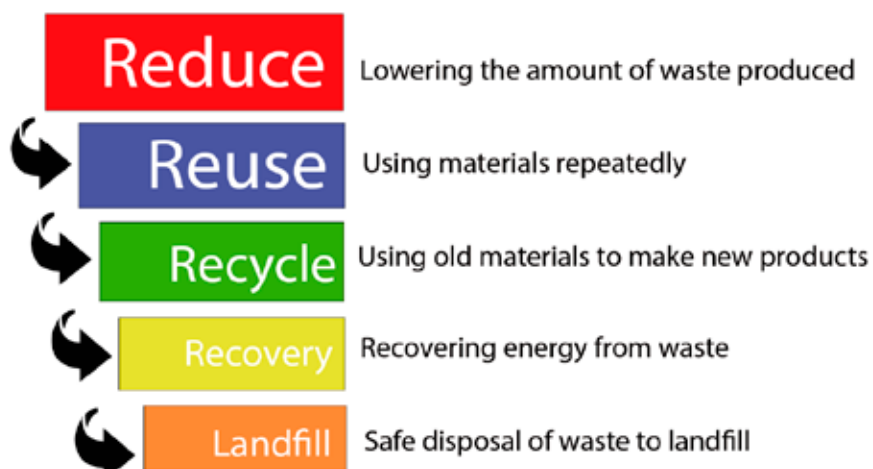 Reduce
Lowering the amount of waste produced
Reuse
Using materials repeatedly
Recycle
Using old materials to make new products
Recovery
Recovering energy from waste
Landfill
Safe disposal of waste to landfill